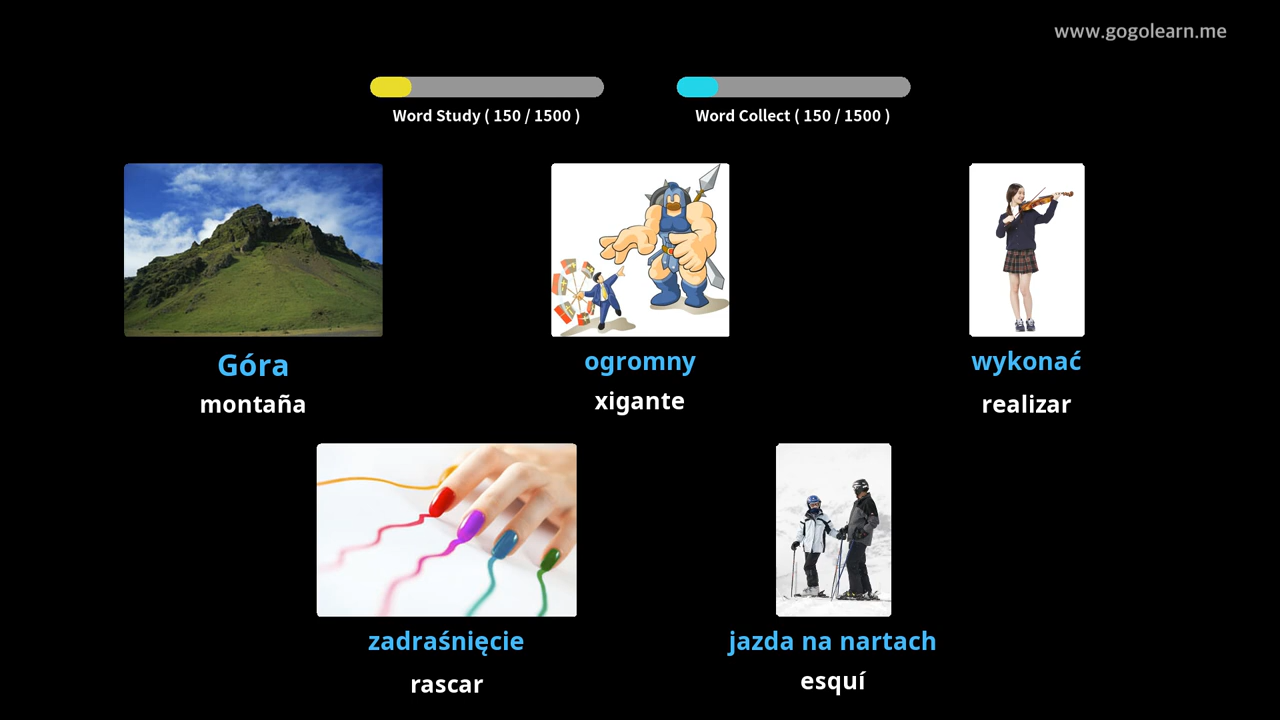 www.gogolearn.me
Word Study ( 150 / 1500 )
Word Collect ( 150 / 1500 )
Góra
montaña
ogromny
xigante
wykonać
realizar
zadraśnięcie
rascar
jazda na nartach
esquí